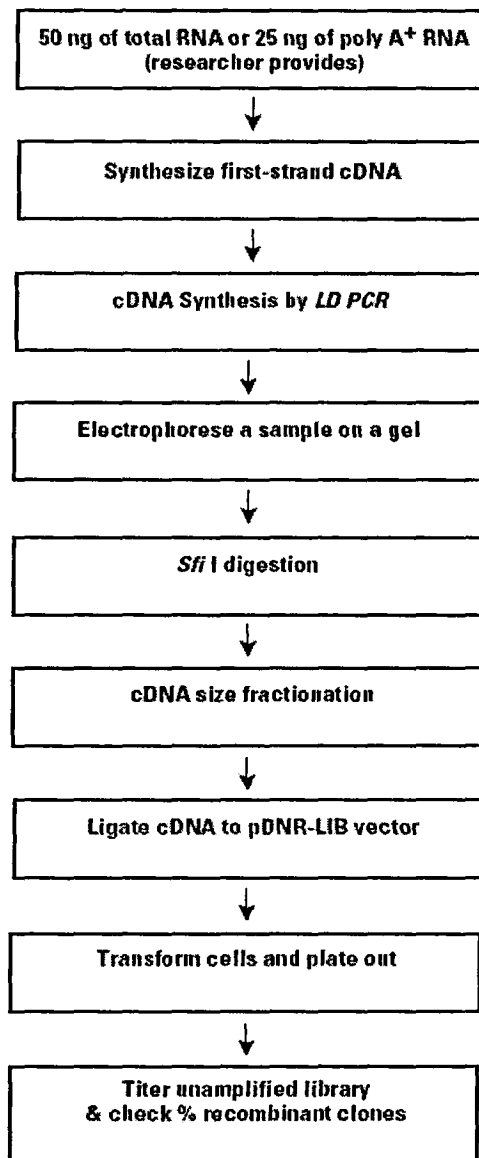 50 ng of total RNA or 25 ng of poly A+ RNA
(researcher provides)
Synthesize first-strand cDNA
cDNA Synthesis by LD PCR
Electrophorese a sample on a gel
Sfi I digestion
cDNA size fractionation
Ligate cDNA to pDNR-LIB vector
Transform cells and plate out
Titer unamplified library
& check % recombinant clones